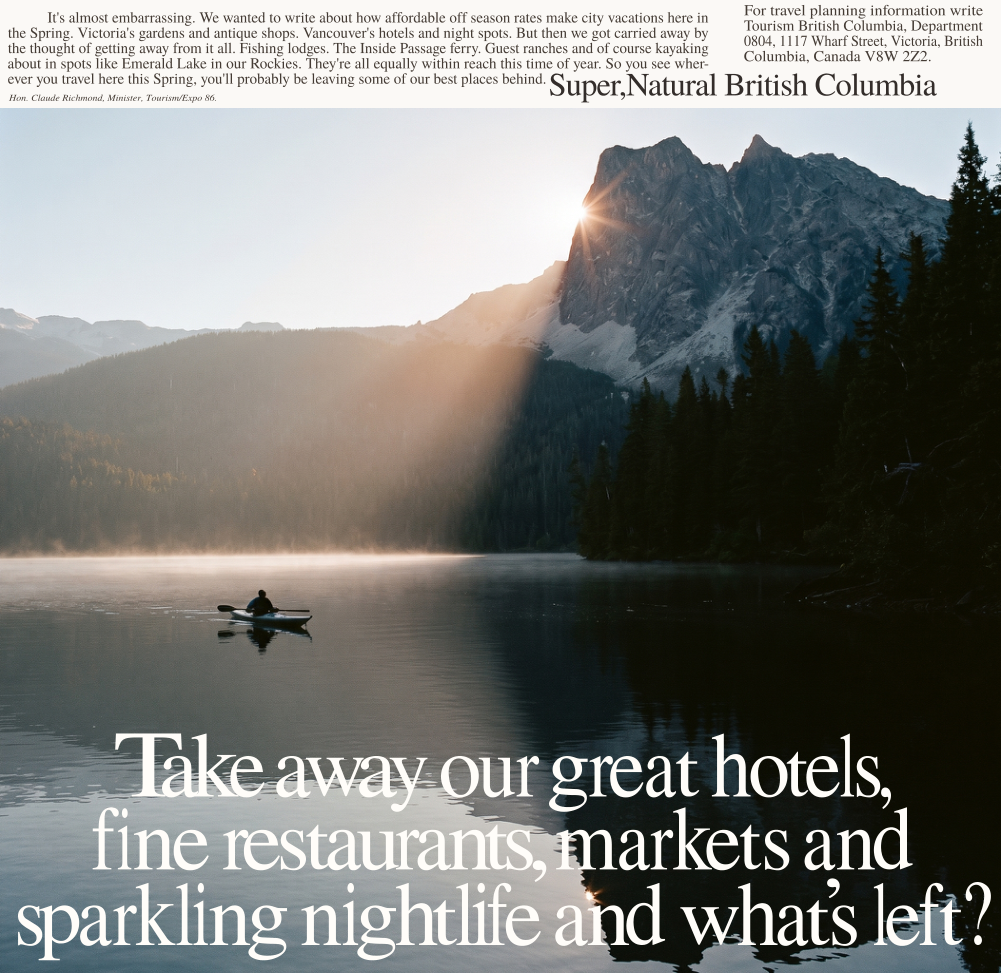 It's almost embarrassing. We wanted to write about how affordable off season rates make city vacations here in
the Spring. Victoria's gardens and antique shops. Vancouver's hotels and night spots. But then we got carried away by
the thought of getting away from it all. Fishing lodges. The Inside Passage ferry. Guest ranches and of course kayaking
about in spots like Emerald Lake in our Rockies. They're all equally within reach this time of year. So you see wher-
ever you travel here this Spring, you'll probably be leaving some of our best places behind.
Hon. Claude Richmond, Minister, Tourism/Expo 86.
For travel planning information write
Tourism British Columbia, Department
0804, 1117 Wharf Street, Victoria, British
Columbia, Canada V8W 2Z2.
Super,Natural British Columbia
Take away our great hotels,
fine restaurants, markets and
sparkling nightlife and what's left?